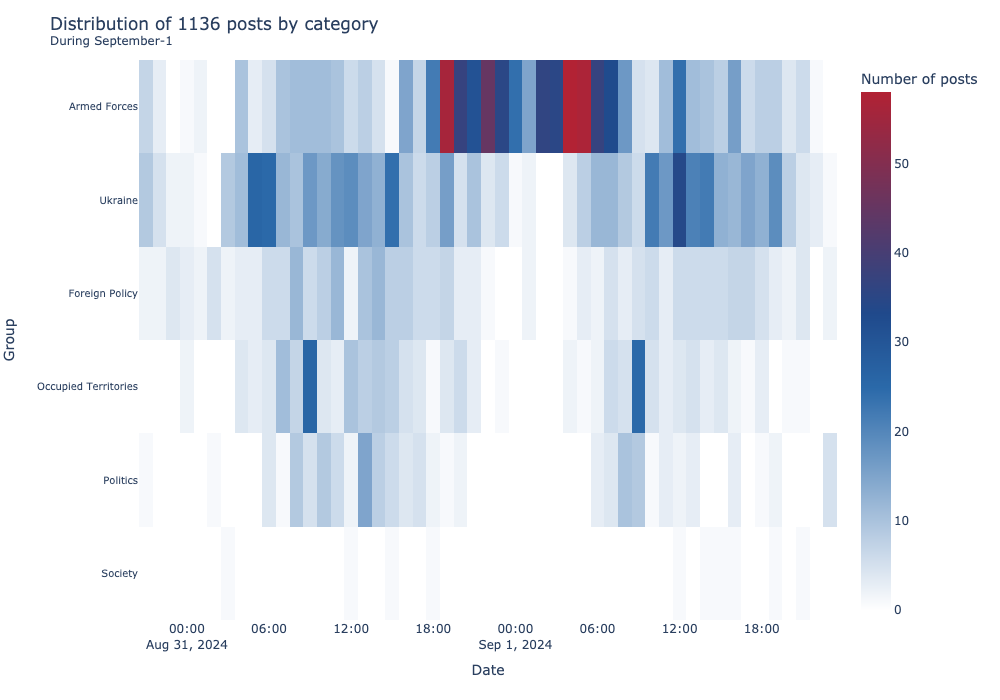 Distribution of 1136 posts by category
During September-1
Number of posts
Armed Forces
Ukraine
Foreign Policy
Occupied Territories
Politics
Society
Group
50
40
30
20
10
0
00:00 06:00 12:00 18:00 00:00 06:00 12:00 18:00
Aug 31, 2024 Sep 1, 2024
Date